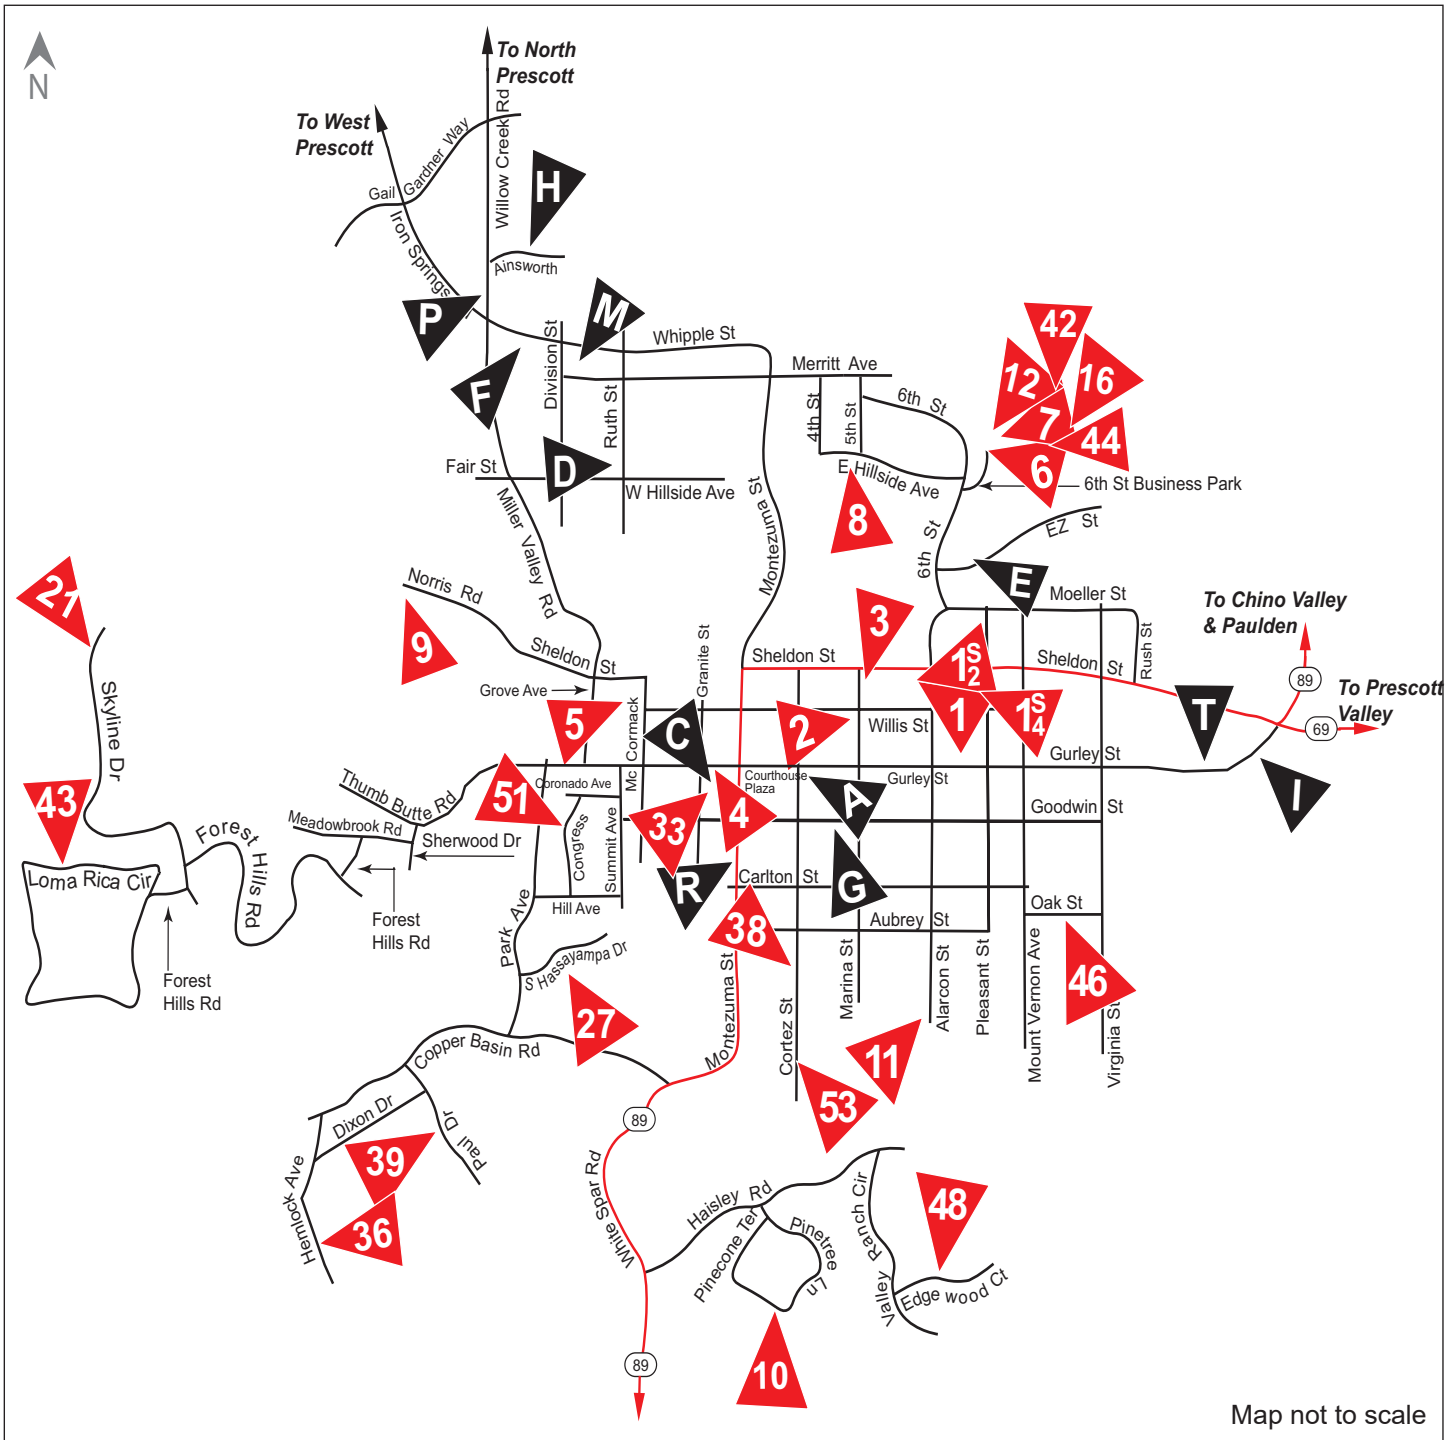 N
To North
Prescott
To West
Prescott
Gail Gardner Way
Willow Creek Rd
H
Iron Springs
Ainsworth
P
M
F
Division St
Ruth St
Whipple St
Merritt Ave
4th St
5th St
6th St
42
12
16
7
44
6
6th St Business Park
E Hillside Ave
8
Fair St
D
W Hillside Ave
Miller Valley Rd
Montezuma St
6th St
EZ St
E
Moeller St
Rush St
To Chino Valley
& Paulden
89
To Prescott
Valley
69
21
Norris Rd
9
Sheldon St
Grove Ave
5
Granite St
Mc Cormack
C
Sheldon St
3
1S2
Sheldon St
1
1S4
T
2
Willis St
Gurley St
Skyline Dr
43
Thumb Butte Rd
51
Coronado Ave
Courthouse
Plaza
Gurley St
A
I
Meadowbrook Rd
Sherwood Dr
Congress
Summit Ave
33
4
Goodwin St
Loma Rica Cir
Forest Hills Rd
Forest
Hills Rd
Forest
Hills Rd
Park Ave
Hill Ave
R
Carlton St
G
38
Aubrey St
Oak St
46
S Hassayampa Dr
27
Montezuma St
Cortez St
Marina St
Alarcon St
Pleasant St
Mount Vernon Ave
Virginia St
Copper Basin Rd
11
53
89
Dixon Dr
Paul Dr
39
36
Hemlock Ave
White Spar Rd
Haisley Rd
Pinecone Ter
Pinetree Ln
Valley Ranch Cir
48
Edge wood Ct
10
89
Map not to scale